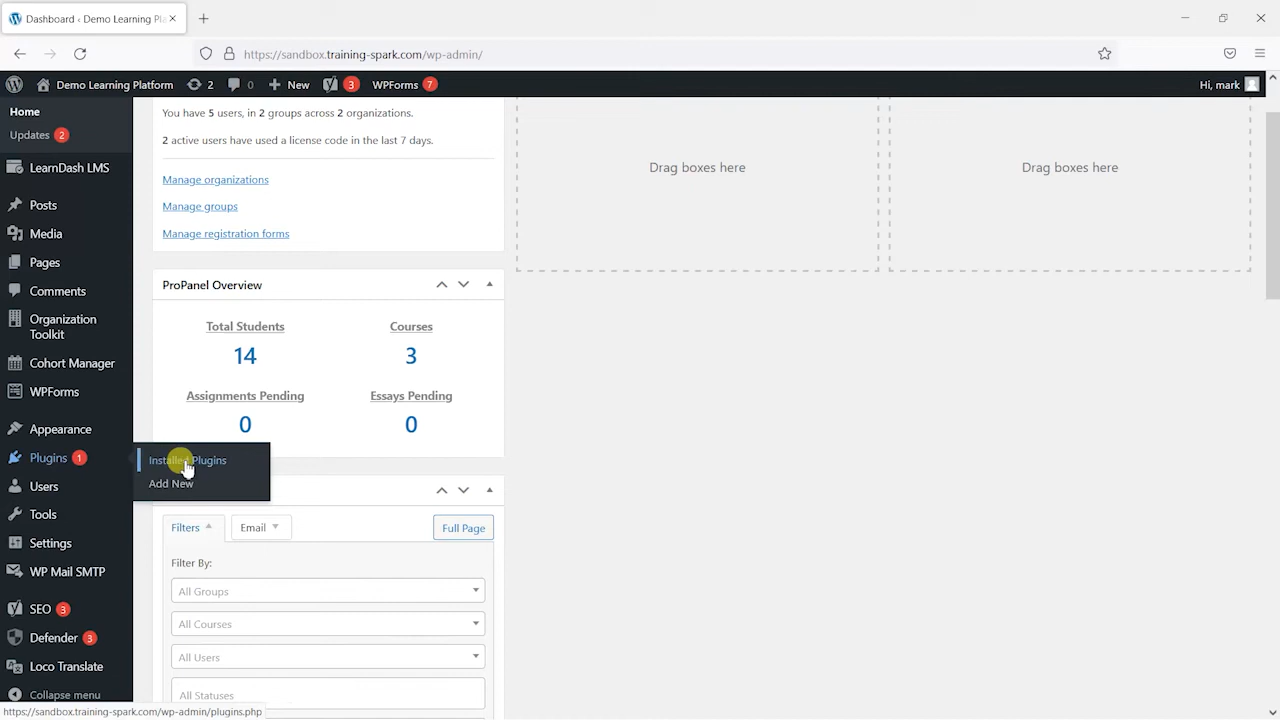 Dashboard ‹ Demo Learning Pla
https://sandbox.training-spark.com/wp-admin/
Demo Learning Platform 2 0 New 3 WPForms 7 Hi, mark
Home
Updates 2
LearnDash LMS
Posts
Media
Pages
Comments
Organization
Toolkit
Cohort Manager
WPForms
Appearance
Plugins 1
Users
Tools
Settings
WP Mail SMTP
SEO 3
Defender 3
Loco Translate
Collapse menu
Installed Plugins
Add New
You have 5 users, in 2 groups across 2 organizations.
2 active users have used a license code in the last 7 days.
Manage organizations
Manage groups
Manage registration forms
ProPanel Overview
Total Students Courses
14 3
Assignments Pending Essays Pending
0 0
Filters Email Full Page
Filter By:
All Groups
All Courses
All Users
All Statuses
Drag boxes here Drag boxes here
https://sandbox.training-spark.com/wp-admin/plugins.php